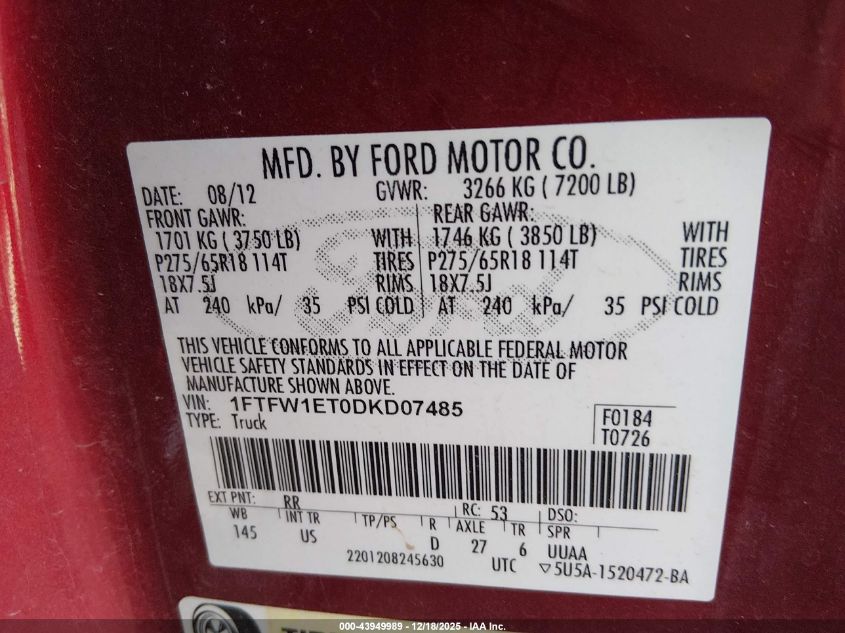 MFD. BY FORD MOTOR CO.
DATE: 08/12 GVWR: 3266 KG ( 7200 LB)
FRONT GAWR: REAR GAWR:
1701 KG ( 3750 LB) WITH 1746 KG ( 3850 LB) WITH
P275/65R18 114T TIRES P275/65R18 114T TIRES
18X7.5J RIMS 18X7.5J RIMS
AT 240 kPa/ 35 PSI COLD AT 240 kPa/ 35 PSI COLD
Ford
THIS VEHICLE CONFORMS TO ALL APPLICABLE FEDERAL MOTOR
VEHICLE SAFETY STANDARDS IN EFFECT ON THE DATE OF
MANUFACTURE SHOWN ABOVE.
VIN: 1FTFW1ET0DKD07485
TYPE: Truck
F0184
T0726
EXT PNT: RR RC: 53 DSO:
WB INT TR TP/PS R AXLE TR SPR
145 US D 27 6 UUAA
2201208245630 UTC ▽5U5A-1520472-BA
000-43949989 - 12/18/2025 - IAA Inc.